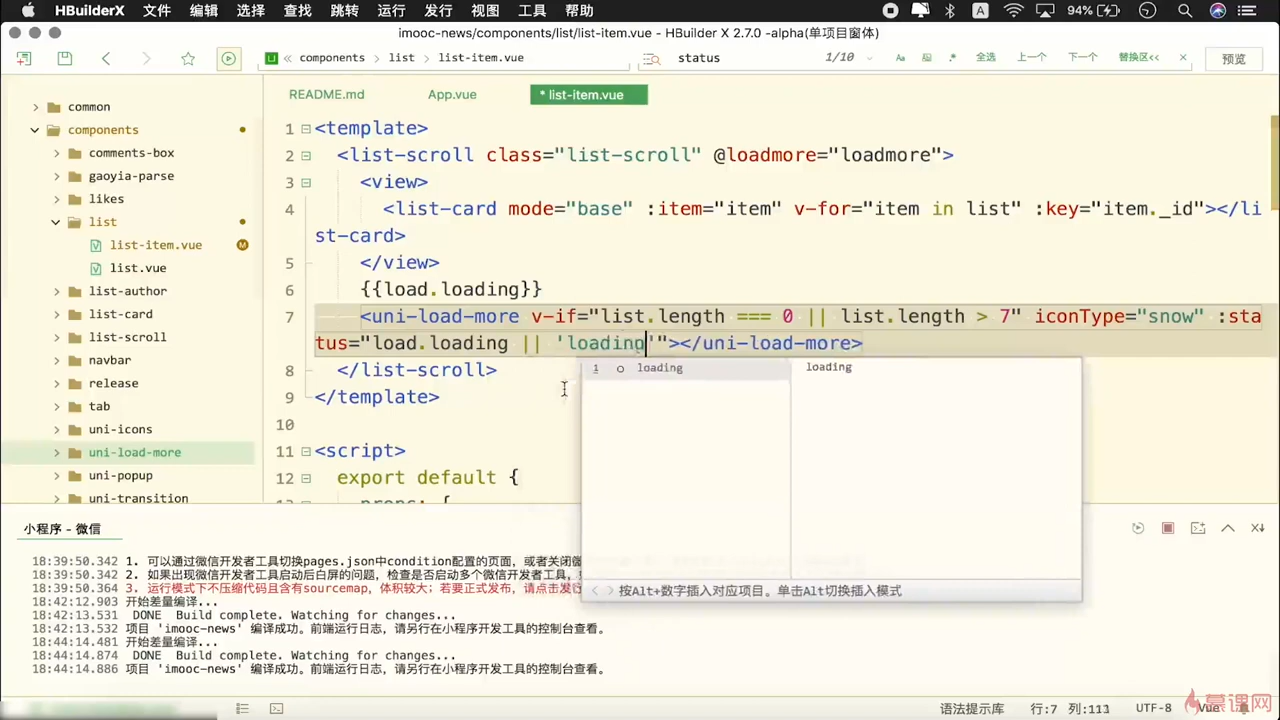 HBuilderX 文件 编辑 选择 查找 跳转 运行 发行 视图 工具 帮助 94%
imooc-news/components/list/list-item.vue - HBuilder X 2.7.0 -alpha(单项目窗体)
components list list-item.vue status 1/10 全选 上一个 下一个 替换区<< 预览
README.md App.vue * list-item.vue
common
components
comments-box
gaoyia-parse
likes
list
list-item.vue M
list.vue
list-author
list-card
list-scroll
navbar
release
tab
uni-icons
uni-load-more
uni-popup
uni-transition
1 <template>
2 <list-scroll class="list-scroll" @loadmore="loadmore">
3 <view>
4 <list-card mode="base" :item="item" v-for="item in list" :key="item._id"></li
st-card>
5 </view>
6 {{load.loading}}
7 <uni-load-more v-if="list.length === 0 || list.length > 7" iconType="snow" :sta
tus="load.loading || 'loading'"></uni-load-more>
8 </list-scroll>
9 </template>
10
11 <script>
12 export default {
13 props: {
1 loading loading
按Alt+数字插入对应项目。单击Alt切换插入模式
小程序 - 微信
18:39:50.342 1. 可以通过微信开发者工具切换pages.json中condition配置的页面，或者关闭微
18:39:50.342 2. 如果出现微信开发者工具启动后白屏的问题，检查是否启动多个微信开发者工具，
18:39:50.364 3. 运行模式下不压缩代码且含有sourcemap，体积较大；若要正式发布，请点击发行
18:42:12.903 开始差量编译...
18:42:13.531 DONE Build complete. Watching for changes...
18:42:13.532 项目 'imooc-news' 编译成功。前端运行日志，请另行在小程序开发工具的控制台查看。
18:44:14.481 开始差量编译...
18:44:14.874 DONE Build complete. Watching for changes...
18:44:14.886 项目 'imooc-news' 编译成功。前端运行日志，请另行在小程序开发工具的控制台查看。
语法提示库 行:7 列:113 UTF-8 Vue
慕课网